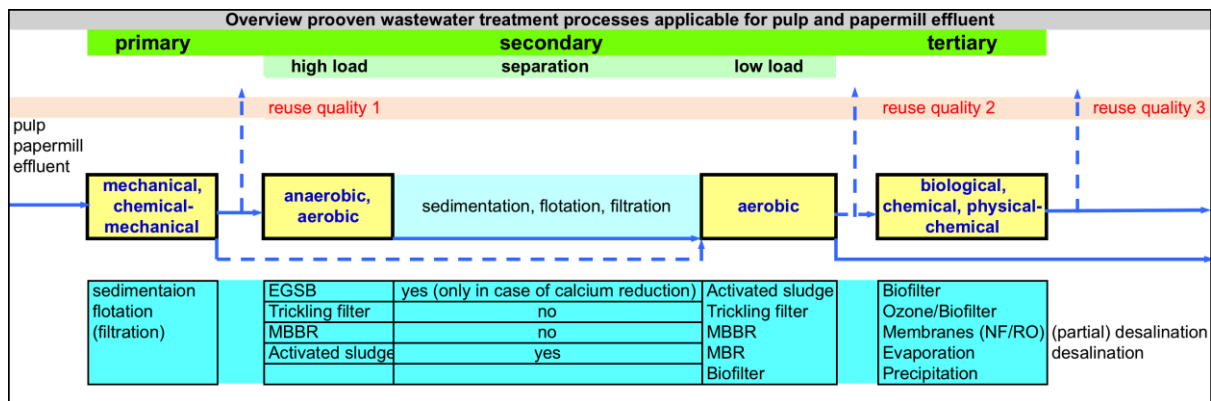 Overview prooven wastewater treatment processes applicable for pulp and papermill effluent
primary secondary tertiary
high load separation low load
reuse quality 1 reuse quality 2 reuse quality 3
pulp
papermill
effluent
mechanical,
chemical-
mechanical
anaerobic,
aerobic
sedimentation, flotation, filtration
aerobic
biological,
chemical, physical-
chemical
sedimentaion
flotation
(filtration)
EGSB yes (only in case of calcium reduction)
Trickling filter no
MBBR no
Activated sludge yes
Activated sludge
Trickling filter
MBBR
MBR
Biofilter
Biofilter
Ozone/Biofilter
Membranes (NF/RO) (partial) desalination
Evaporation desalination
Precipitation